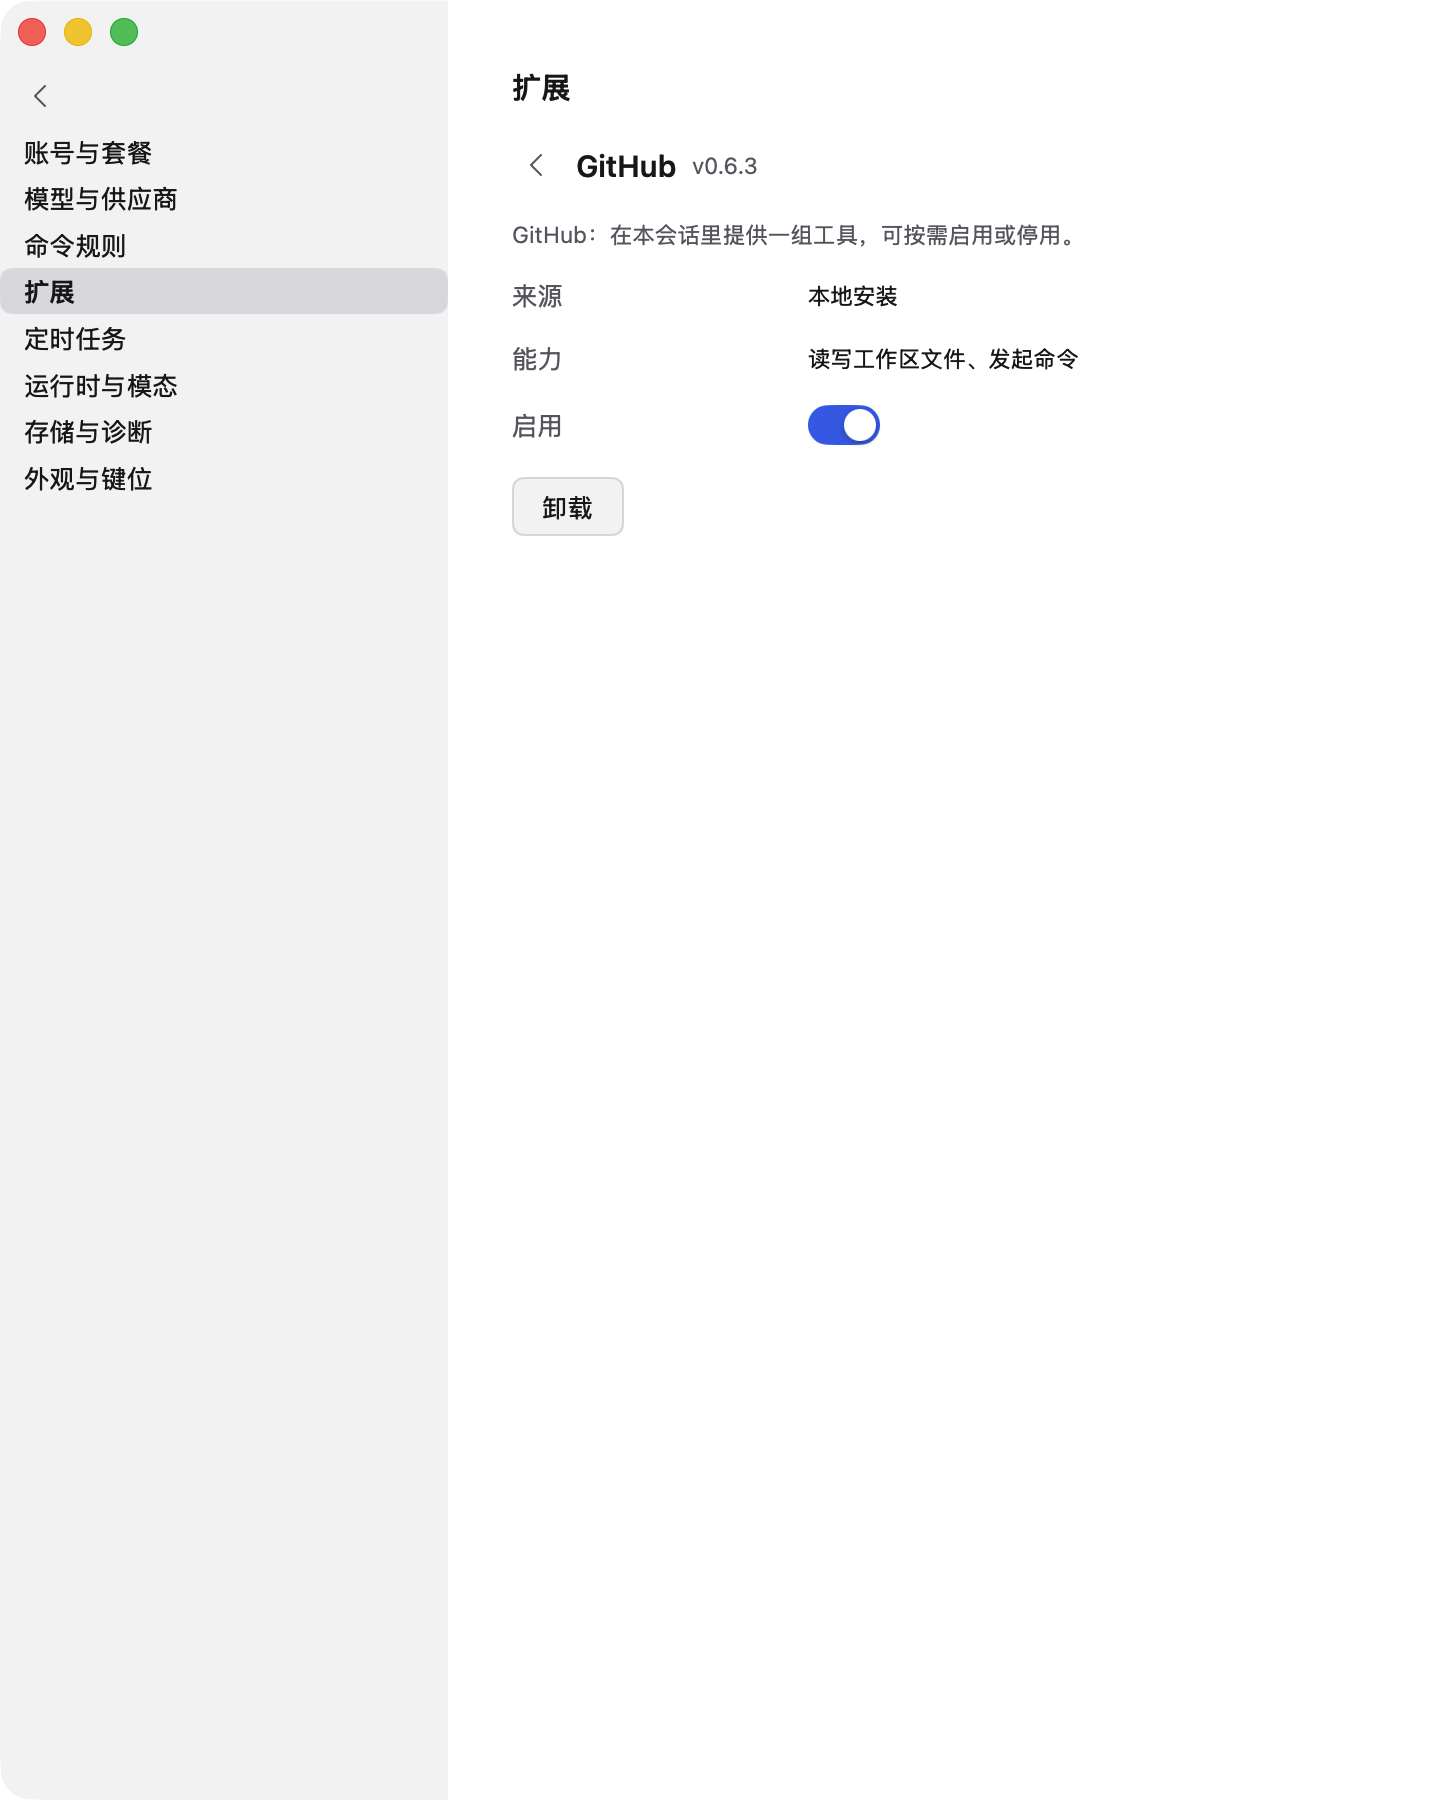 账号与套餐
模型与供应商
命令规则
扩展
定时任务
运行时与模态
存储与诊断
外观与键位
扩展
GitHub v0.6.3
GitHub：在本会话里提供一组工具，可按需启用或停用。
来源 本地安装
能力 读写工作区文件、发起命令
启用
卸载